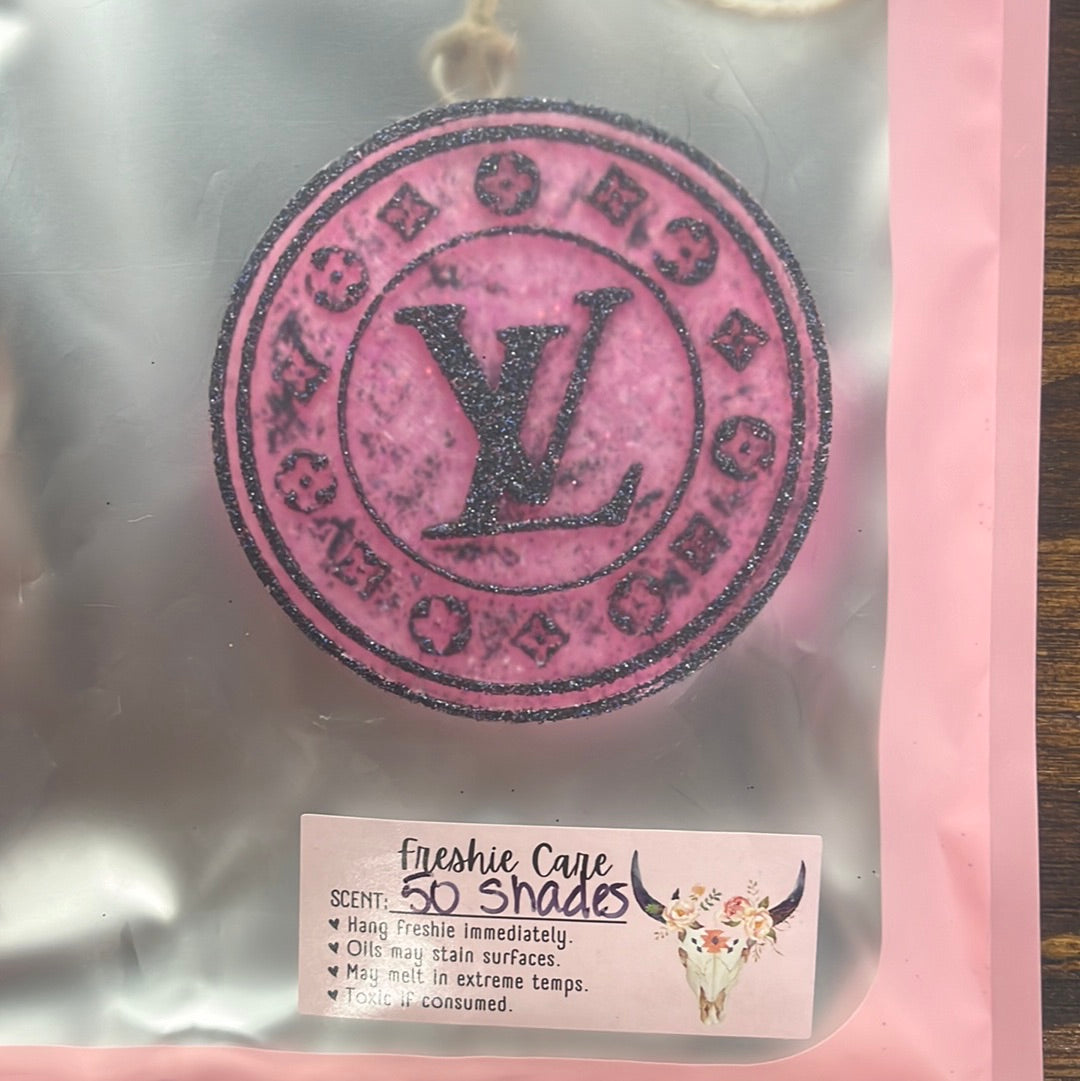 LV
Freshie Care
SCENT: 50 Shades
♥ Hang freshie immediately.
♥ Oils may stain surfaces.
♥ May melt in extreme temps.
♥ Toxic if consumed.